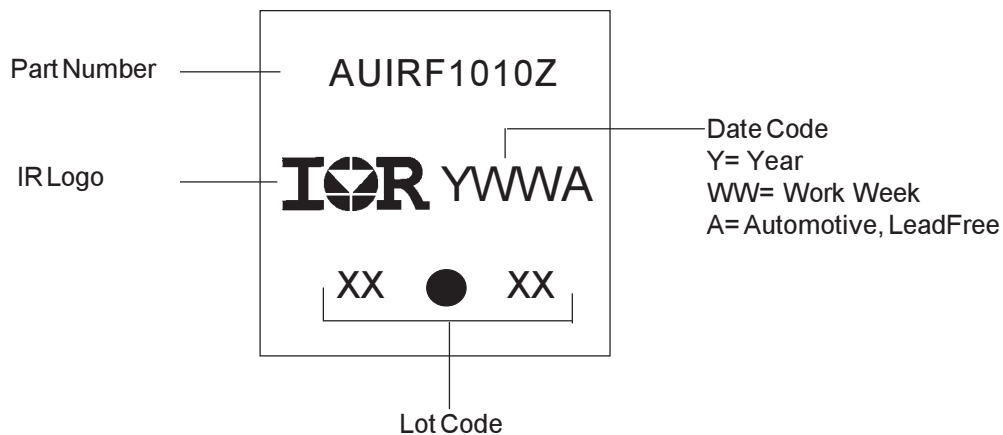 Part Number
AUIRF1010Z
IR Logo
IOR YWWA
Date Code
Y= Year
WW= Work Week
A= Automotive, LeadFree
XX XX
Lot Code